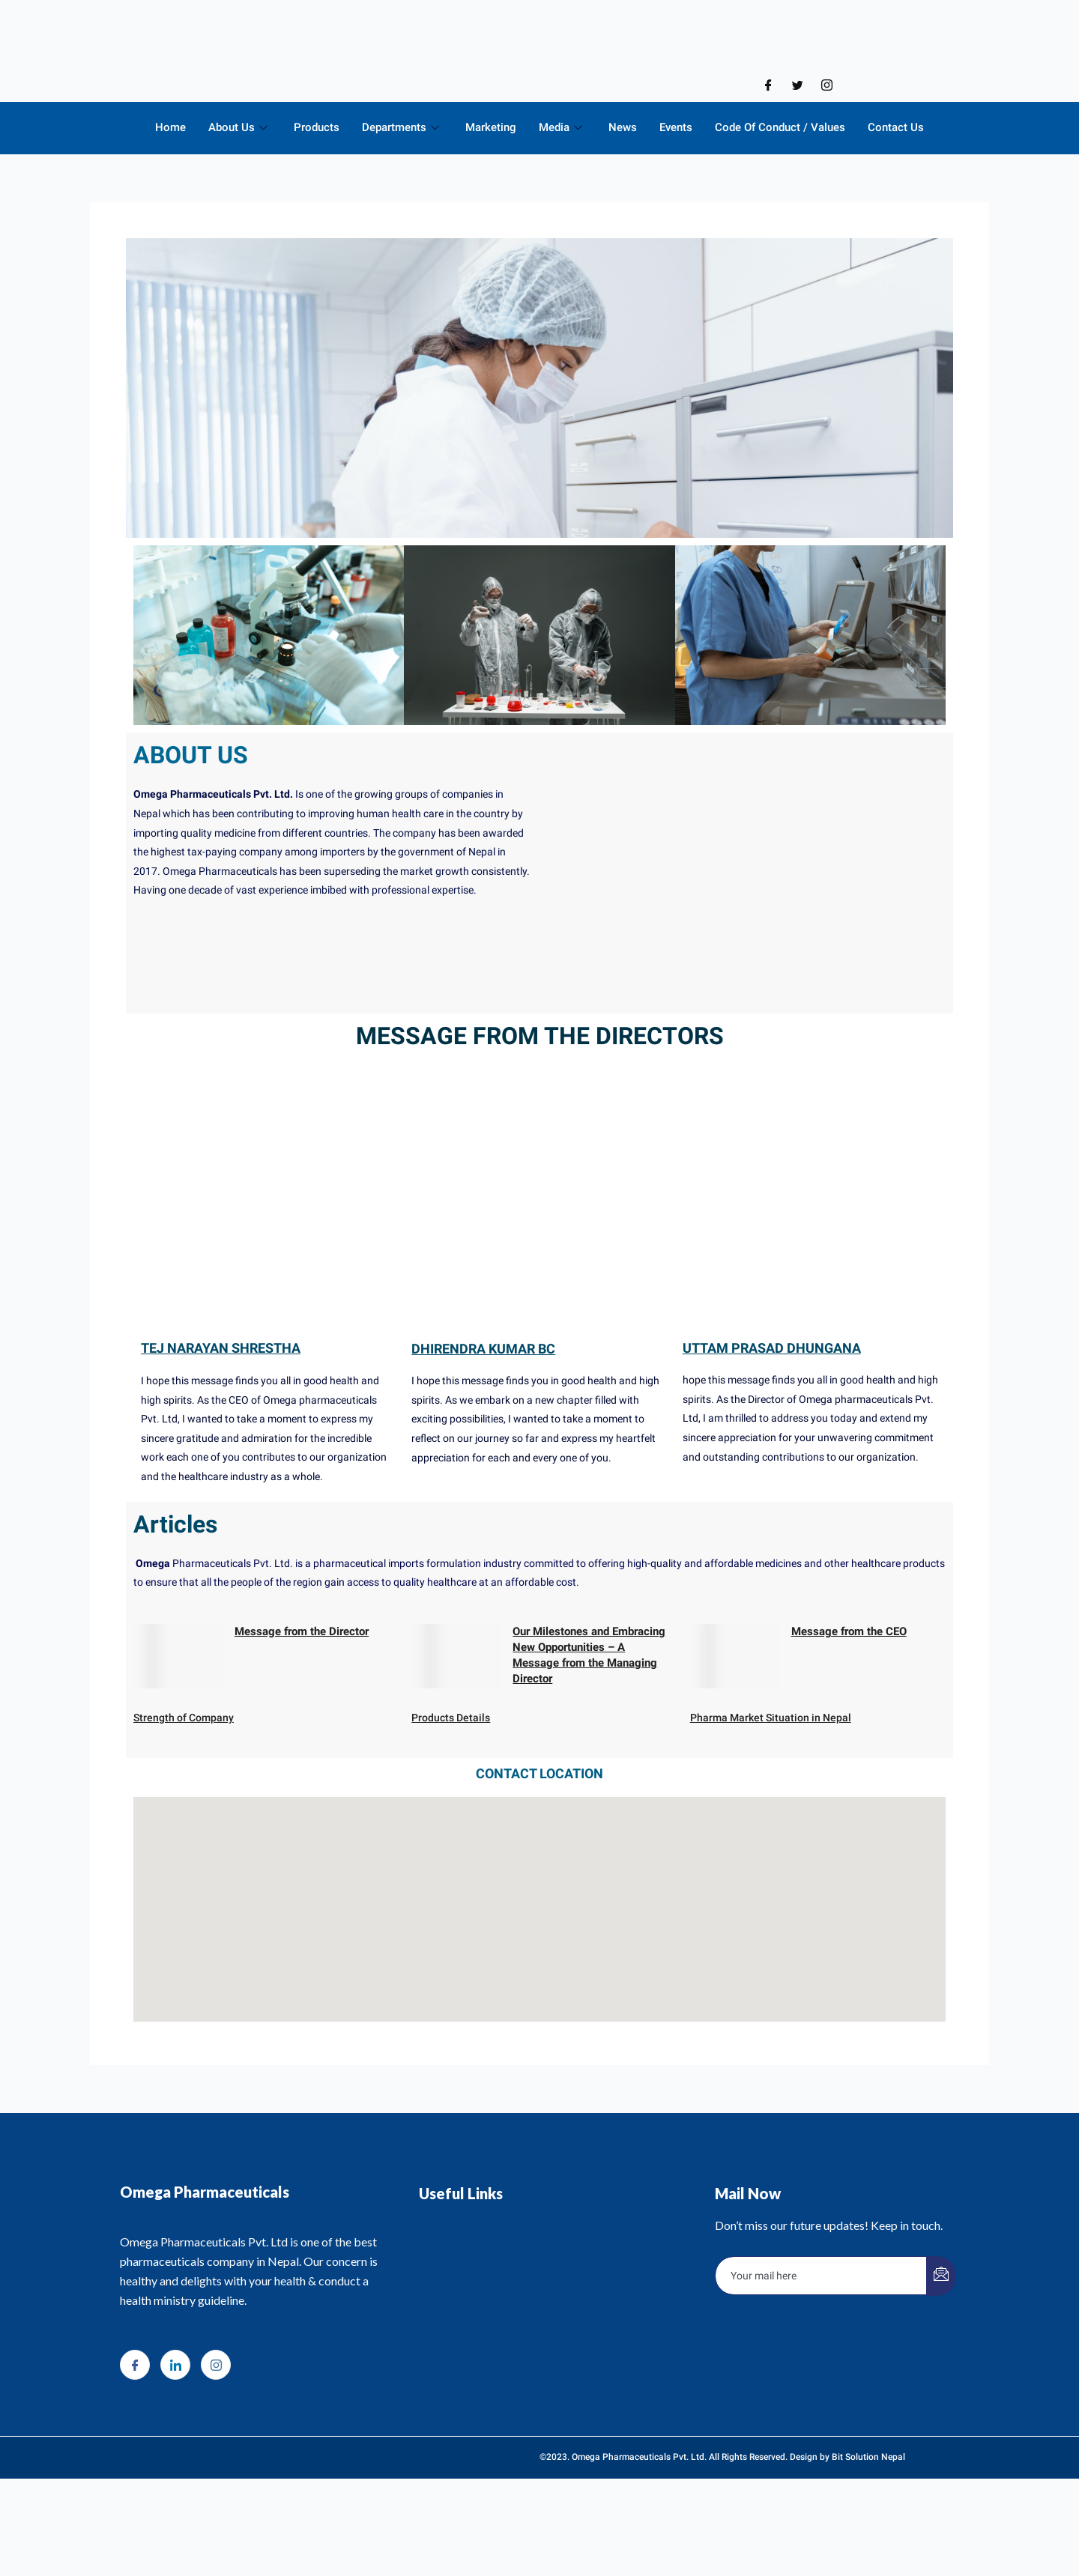 Home About Us Products Departments Marketing Media News Events Code Of Conduct / Values Contact Us
ABOUT US
Omega Pharmaceuticals Pvt. Ltd. Is one of the growing groups of companies in
Nepal which has been contributing to improving human health care in the country by
importing quality medicine from different countries. The company has been awarded
the highest tax-paying company among importers by the government of Nepal in
2017. Omega Pharmaceuticals has been superseding the market growth consistently.
Having one decade of vast experience imbibed with professional expertise.
MESSAGE FROM THE DIRECTORS
TEJ NARAYAN SHRESTHA
I hope this message finds you all in good health and
high spirits. As the CEO of Omega pharmaceuticals
Pvt. Ltd, I wanted to take a moment to express my
sincere gratitude and admiration for the incredible
work each one of you contributes to our organization
and the healthcare industry as a whole.
DHIRENDRA KUMAR BC
I hope this message finds you in good health and high
spirits. As we embark on a new chapter filled with
exciting possibilities, I wanted to take a moment to
reflect on our journey so far and express my heartfelt
appreciation for each and every one of you.
UTTAM PRASAD DHUNGANA
hope this message finds you all in good health and high
spirits. As the Director of Omega pharmaceuticals Pvt.
Ltd, I am thrilled to address you today and extend my
sincere appreciation for your unwavering commitment
and outstanding contributions to our organization.
Articles
Omega Pharmaceuticals Pvt. Ltd. is a pharmaceutical imports formulation industry committed to offering high-quality and affordable medicines and other healthcare products
to ensure that all the people of the region gain access to quality healthcare at an affordable cost.
Message from the Director
Our Milestones and Embracing
New Opportunities – A
Message from the Managing
Director
Message from the CEO
Strength of Company
Products Details
Pharma Market Situation in Nepal
CONTACT LOCATION
Omega Pharmaceuticals
Omega Pharmaceuticals Pvt. Ltd is one of the best
pharmaceuticals company in Nepal. Our concern is
healthy and delights with your health & conduct a
health ministry guideline.
Useful Links
Mail Now
Don't miss our future updates! Keep in touch.
Your mail here
©2023. Omega Pharmaceuticals Pvt. Ltd. All Rights Reserved. Design by Bit Solution Nepal